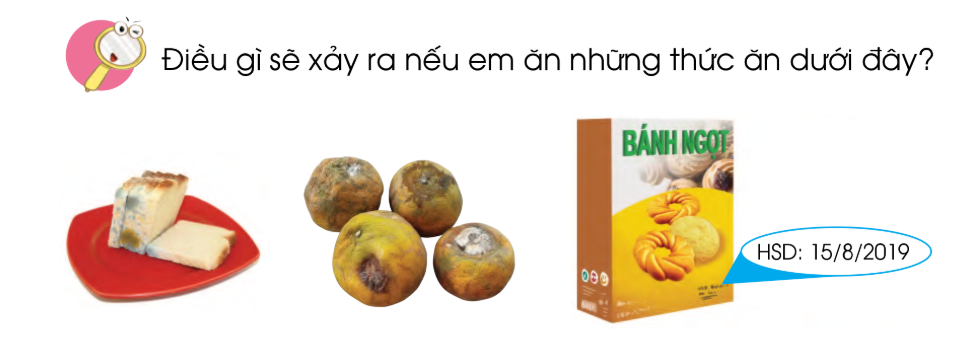 Điều gì sẽ xảy ra nếu em ăn những thức ăn dưới đây?
BÁNH NGỌT
HSD: 15/8/2019